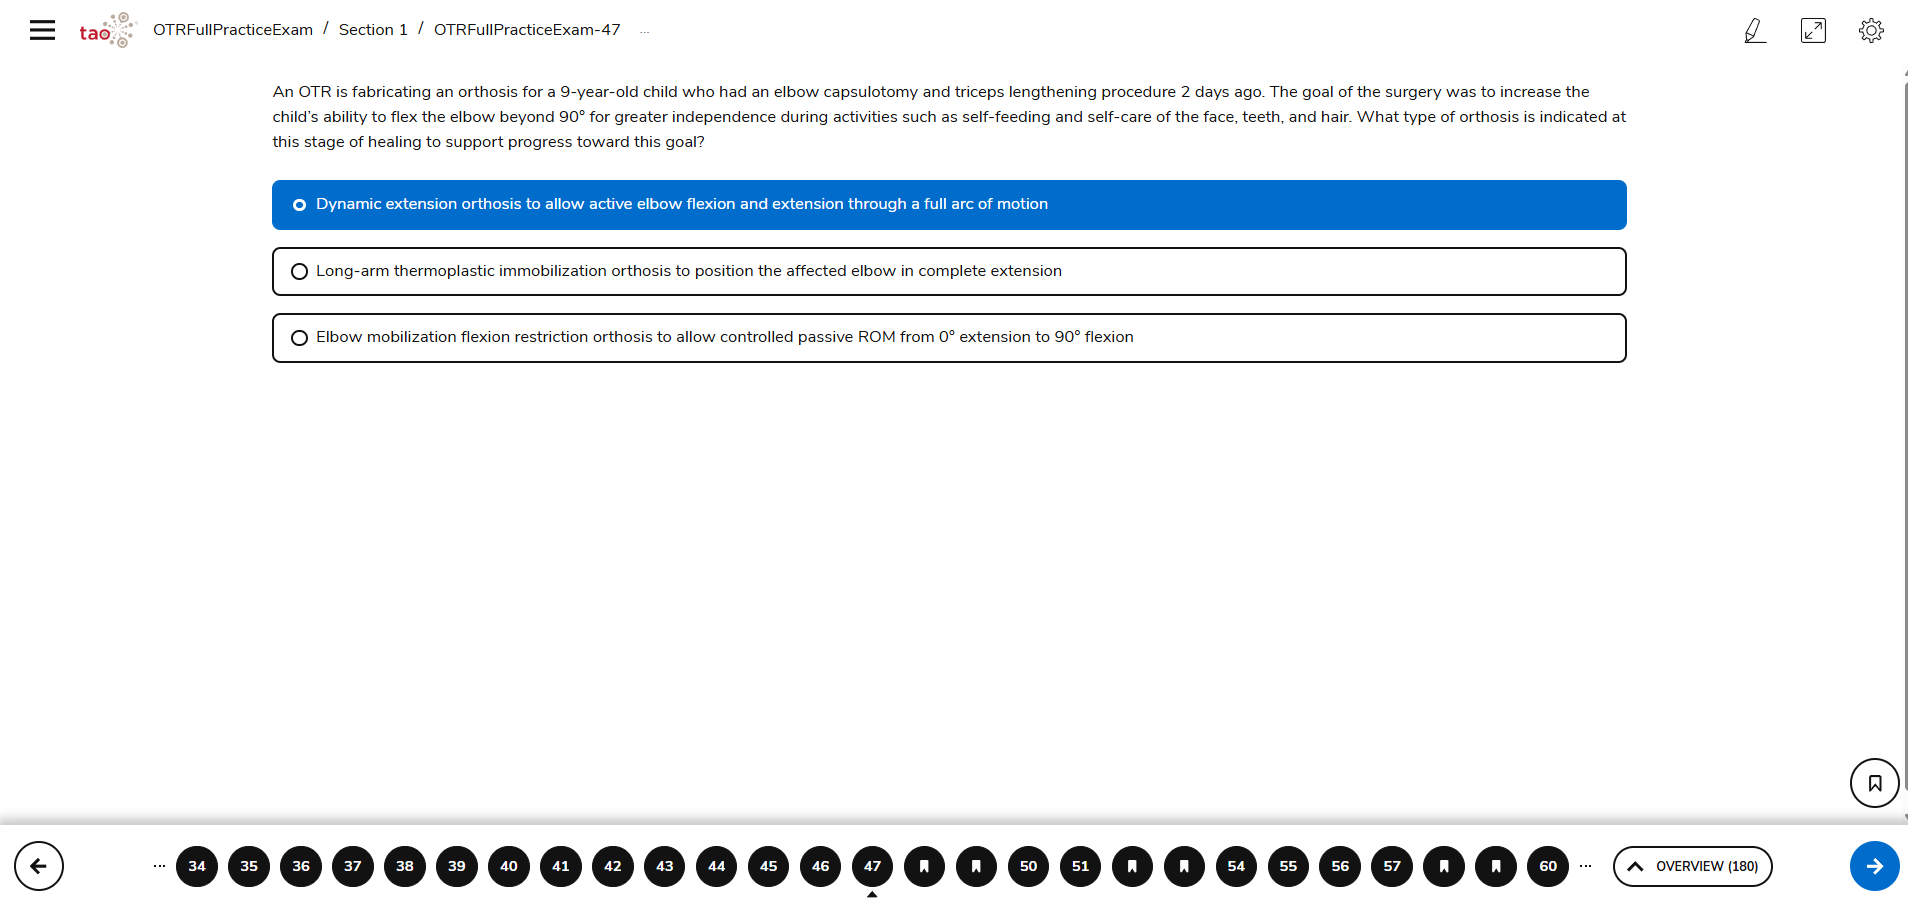 tao
OTRFullPracticeExam / Section 1 / OTRFullPracticeExam-47 ...
An OTR is fabricating an orthosis for a 9-year-old child who had an elbow capsulotomy and triceps lengthening procedure 2 days ago. The goal of the surgery was to increase the
child’s ability to flex the elbow beyond 90° for greater independence during activities such as self-feeding and self-care of the face, teeth, and hair. What type of orthosis is indicated at
this stage of healing to support progress toward this goal?
Dynamic extension orthosis to allow active elbow flexion and extension through a full arc of motion
Long-arm thermoplastic immobilization orthosis to position the affected elbow in complete extension
Elbow mobilization flexion restriction orthosis to allow controlled passive ROM from 0° extension to 90° flexion
... 34 35 36 37 38 39 40 41 42 43 44 45 46 47 50 51 54 55 56 57 60 ... OVERVIEW (180)